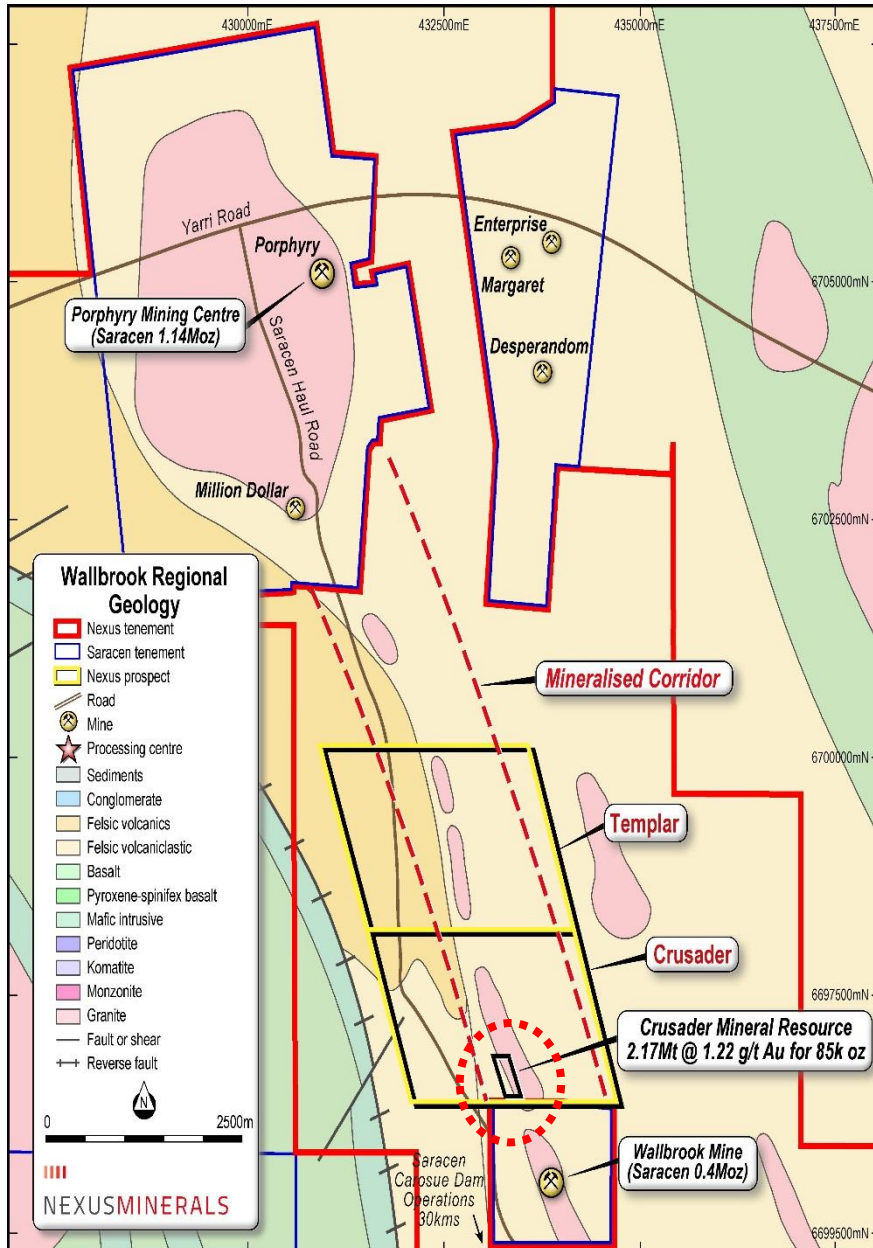 430000mE
432500mE
435000mE
437500mE
Yarri Road
Porphyry
Enterprise
Margaret
6705000mN
Porphyry Mining Centre
(Saracen 1.14Moz)
Saracen Haul Road
Desperandom
Million Dollar
6702500mN
Wallbrook Regional
Geology
Nexus tenement
Saracen tenement
Nexus prospect
Road
Mine
Processing centre
Sediments
Conglomerate
Felsic volcanics
Felsic volcaniclastic
Basalt
Pyroxene-spinifex basalt
Mafic intrusive
Peridotite
Komatite
Monzonite
Granite
Fault or shear
Reverse fault
N
0
2500m
NEXUSMINERALS
Mineralised Corridor
6700000mN
Templar
Crusader
6697500mN
Crusader Mineral Resource
2.17Mt @ 1.22 g/t Au for 85k oz
Wallbrook Mine
(Saracen 0.4Moz)
Saracen
Carosue Dam
Operations
30kms
6699500mN